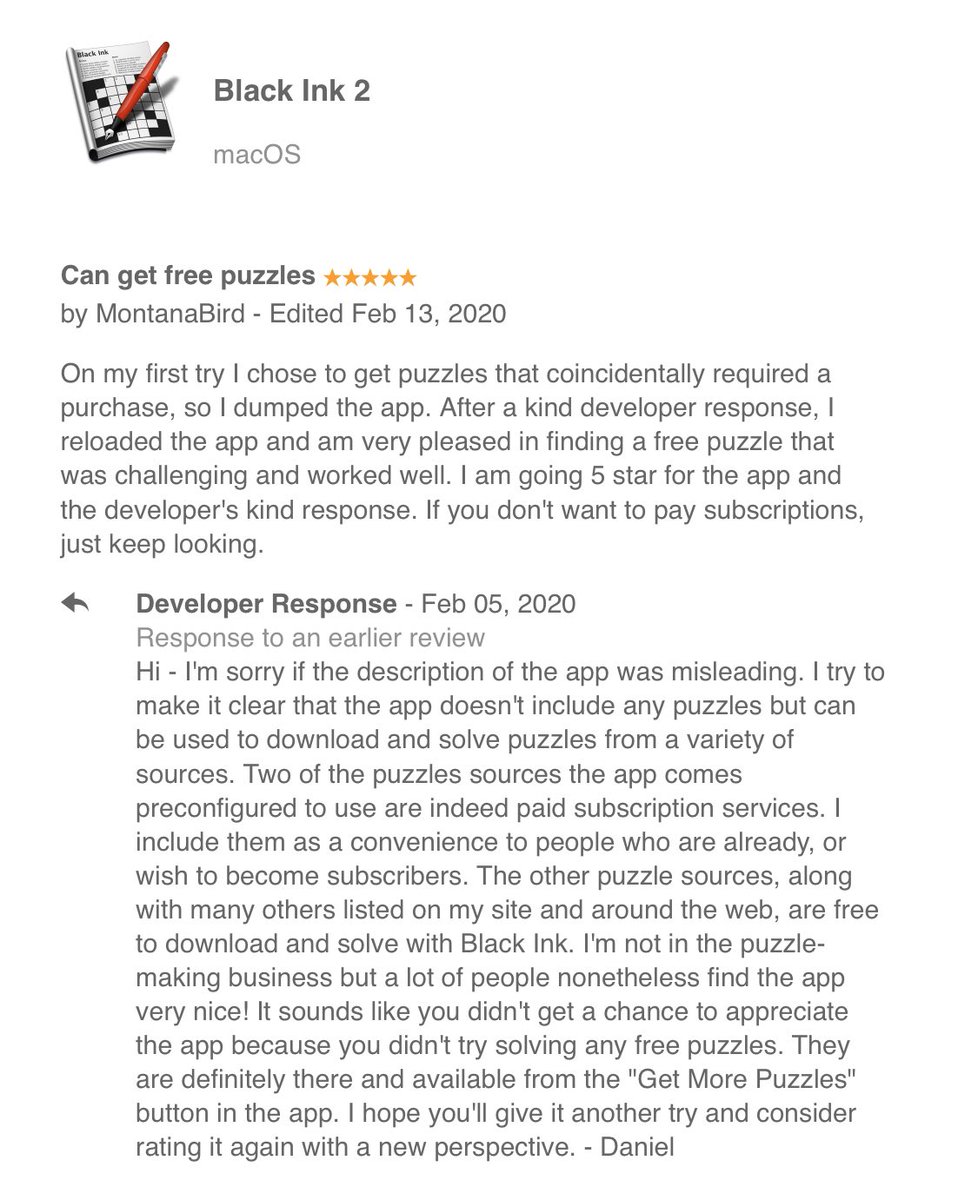 Black Ink
Black Ink 2
macOS
Can get free puzzles ★★★★★
by MontanaBird - Edited Feb 13, 2020
On my first try I chose to get puzzles that coincidentally required a
purchase, so I dumped the app. After a kind developer response, I
reloaded the app and am very pleased in finding a free puzzle that
was challenging and worked well. I am going 5 star for the app and
the developer's kind response. If you don't want to pay subscriptions,
just keep looking.
Developer Response - Feb 05, 2020
Response to an earlier review
Hi - I'm sorry if the description of the app was misleading. I try to
make it clear that the app doesn't include any puzzles but can
be used to download and solve puzzles from a variety of
sources. Two of the puzzles sources the app comes
preconfigured to use are indeed paid subscription services. I
include them as a convenience to people who are already, or
wish to become subscribers. The other puzzle sources, along
with many others listed on my site and around the web, are free
to download and solve with Black Ink. I'm not in the puzzle-
making business but a lot of people nonetheless find the app
very nice! It sounds like you didn't get a chance to appreciate
the app because you didn't try solving any free puzzles. They
are definitely there and available from the "Get More Puzzles"
button in the app. I hope you'll give it another try and consider
rating it again with a new perspective. - Daniel